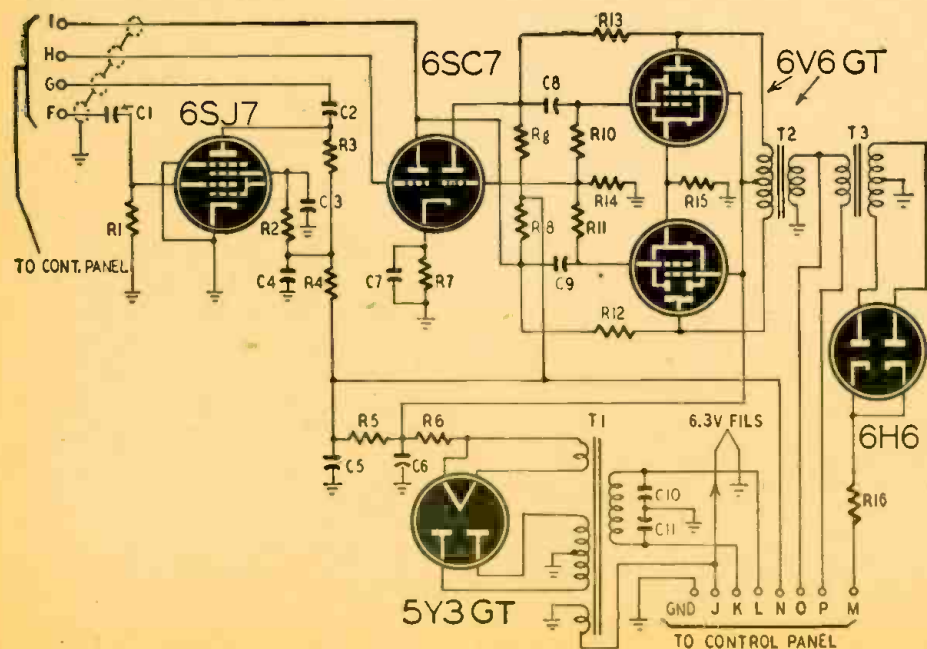 I
H
G
F
C1
6SJ7
C2
R3
R1
R2
C3
C4
R4
TO CONT. PANEL
6SC7
C7
R7
R13
C8
R9
R10
R14
R8
R11
C9
R12
R15
6V6 GT
T2
T3
6H6
R16
R5
R6
C5
C6
5Y3 GT
T1
6.3V FILS
C10
C11
GND J K L N O P M
TO CONTROL PANEL